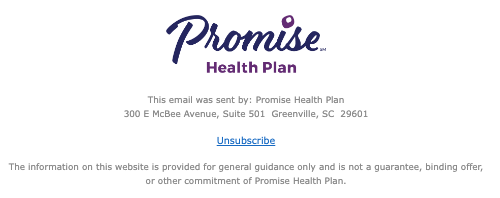 Promise SM
Health Plan
This email was sent by: Promise Health Plan
300 E McBee Avenue, Suite 501 Greenville, SC 29601
Unsubscribe
The information on this website is provided for general guidance only and is not a guarantee, binding offer,
or other commitment of Promise Health Plan.